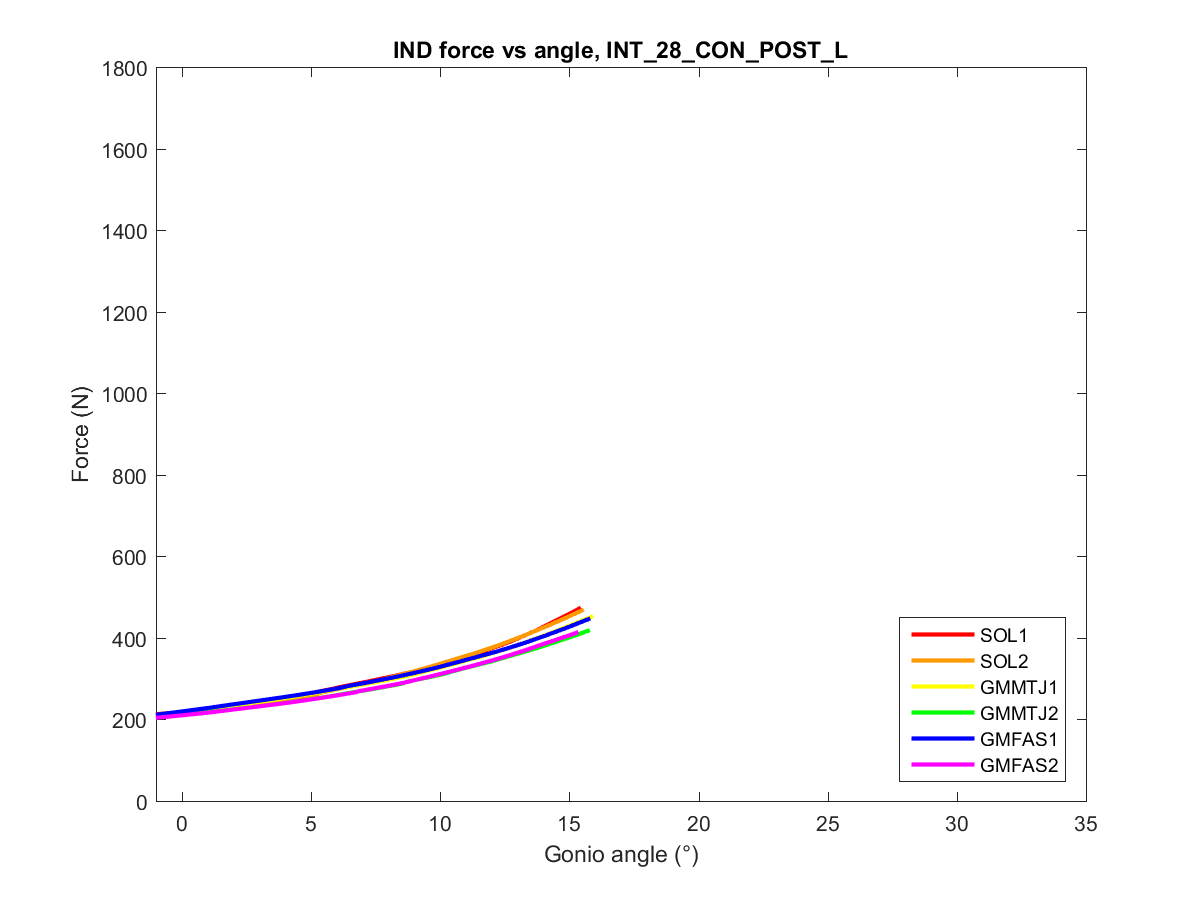 IND force vs angle, INT_28_CON_POST_L
1800
1600
1400
1200
1000
800
600
400
200
0
Force (N)
0 5 10 15 20 25 30 35
Gonio angle (°)
SOL1
SOL2
GMMTJ1
GMMTJ2
GMFAS1
GMFAS2